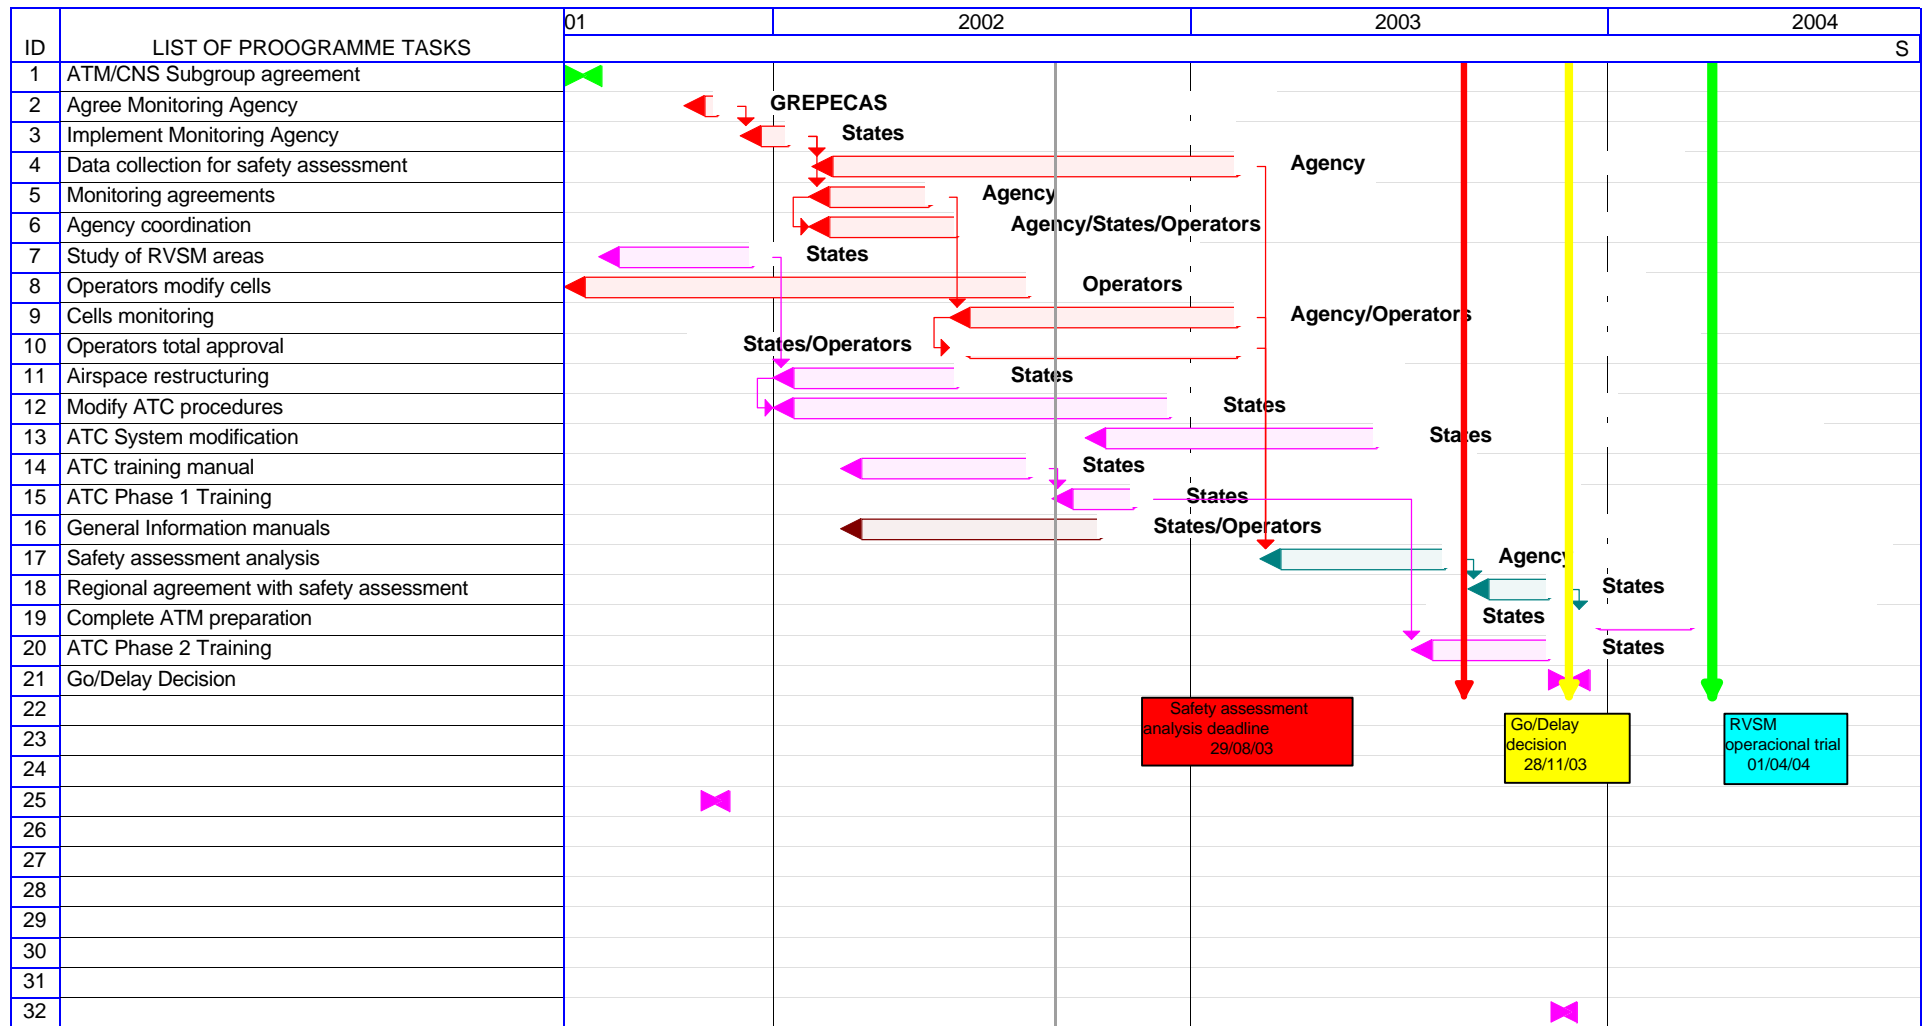 01 2002 2003 2004
ID LIST OF PROOGRAMME TASKS S
1 ATM/CNS Subgroup agreement
2 Agree Monitoring Agency GREPECAS
3 Implement Monitoring Agency States
4 Data collection for safety assessment Agency
5 Monitoring agreements Agency
6 Agency coordination Agency/States/Operators
7 Study of RVSM areas States
8 Operators modify cells Operators
9 Cells monitoring Agency/Operators
10 Operators total approval States/Operators
11 Airspace restructuring States
12 Modify ATC procedures States
13 ATC System modification States
14 ATC training manual States
15 ATC Phase 1 Training States
16 General Information manuals States/Operators
17 Safety assessment analysis Agency
18 Regional agreement with safety assessment States
19 Complete ATM preparation States
20 ATC Phase 2 Training States
21 Go/Delay Decision
22
23
24
25
26
27
28
29
30
31
32
Safety assessment
analysis deadline
29/08/03
Go/Delay
decision
28/11/03
RVSM
operacional trial
01/04/04